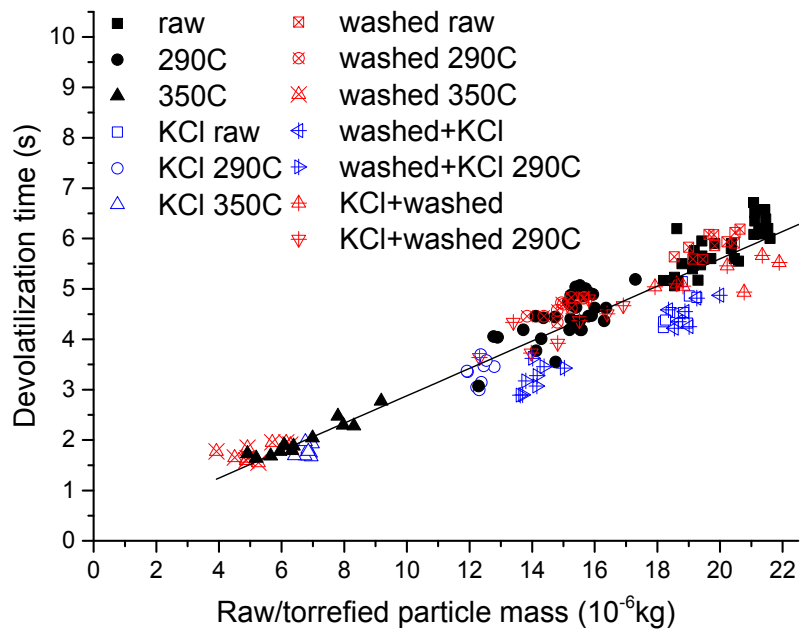 10
9
8
7
6
5
4
3
2
1
0
Devolatilization time (s)
raw
290C
350C
KCl raw
KCl 290C
KCl 350C
washed raw
washed 290C
washed 350C
washed+KCl
washed+KCl 290C
KCl+washed
KCl+washed 290C
0 2 4 6 8 10 12 14 16 18 20 22
Raw/torrefied particle mass (10⁻⁶kg)